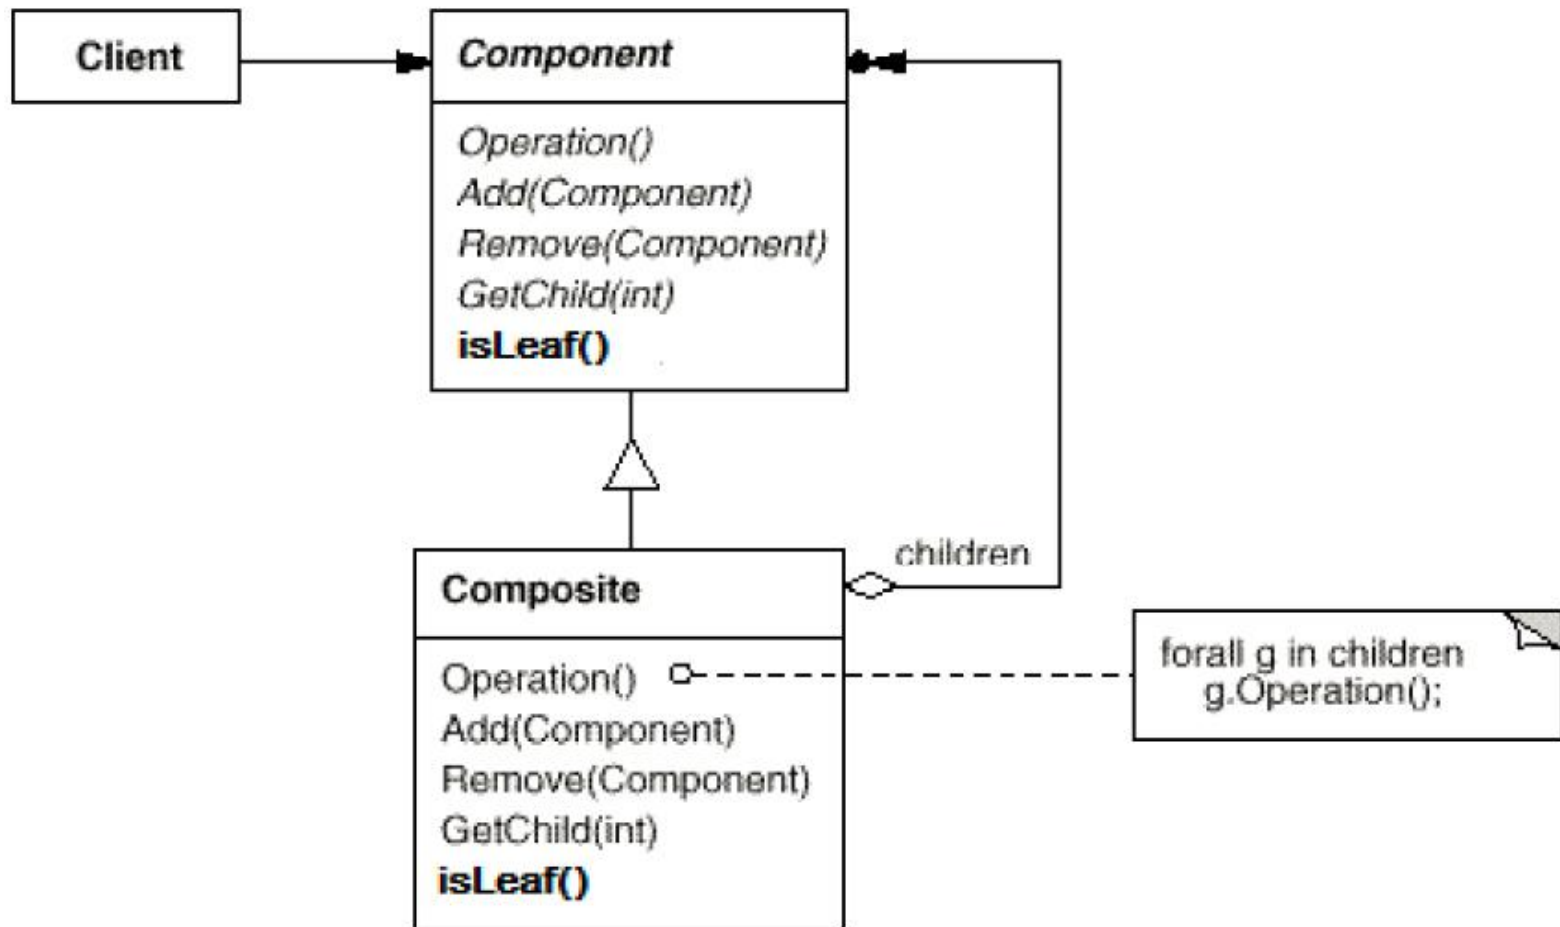 Client
Component
Operation()
Add(Component)
Remove(Component)
GetChild(int)
isLeaf()
children
Composite
Operation()
Add(Component)
Remove(Component)
GetChild(int)
isLeaf()
forall g in children
g.Operation();